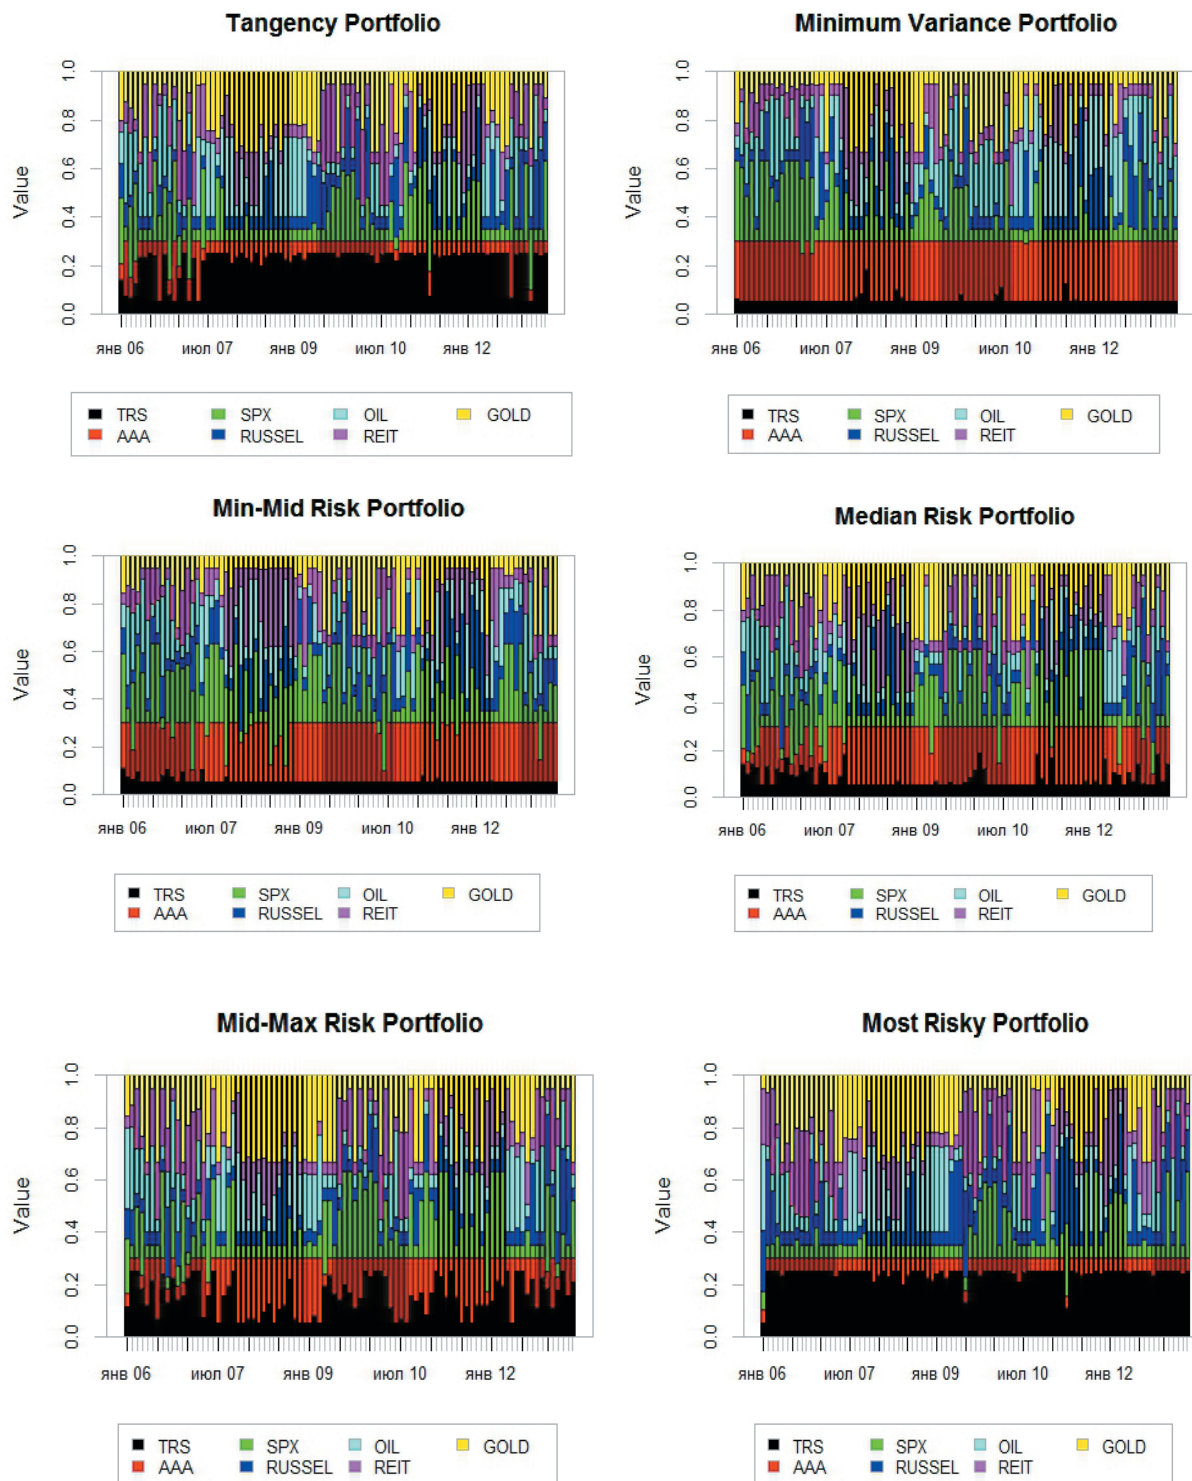 Tangency Portfolio
Value
0.0 0.2 0.4 0.6 0.8 1.0
янв 06 июл 07 янв 09 июл 10 янв 12
TRS SPX OIL GOLD
AAA RUSSEL REIT
Minimum Variance Portfolio
Value
0.0 0.2 0.4 0.6 0.8 1.0
янв 06 июл 07 янв 09 июл 10 янв 12
TRS SPX OIL GOLD
AAA RUSSEL REIT
Min-Mid Risk Portfolio
Value
0.0 0.2 0.4 0.6 0.8 1.0
янв 06 июл 07 янв 09 июл 10 янв 12
TRS SPX OIL GOLD
AAA RUSSEL REIT
Median Risk Portfolio
Value
0.0 0.2 0.4 0.6 0.8 1.0
янв 06 июл 07 янв 09 июл 10 янв 12
TRS SPX OIL GOLD
AAA RUSSEL REIT
Mid-Max Risk Portfolio
Value
0.0 0.2 0.4 0.6 0.8 1.0
янв 06 июл 07 янв 09 июл 10 янв 12
TRS SPX OIL GOLD
AAA RUSSEL REIT
Most Risky Portfolio
Value
0.0 0.2 0.4 0.6 0.8 1.0
янв 06 июл 07 янв 09 июл 10 янв 12
TRS SPX OIL GOLD
AAA RUSSEL REIT